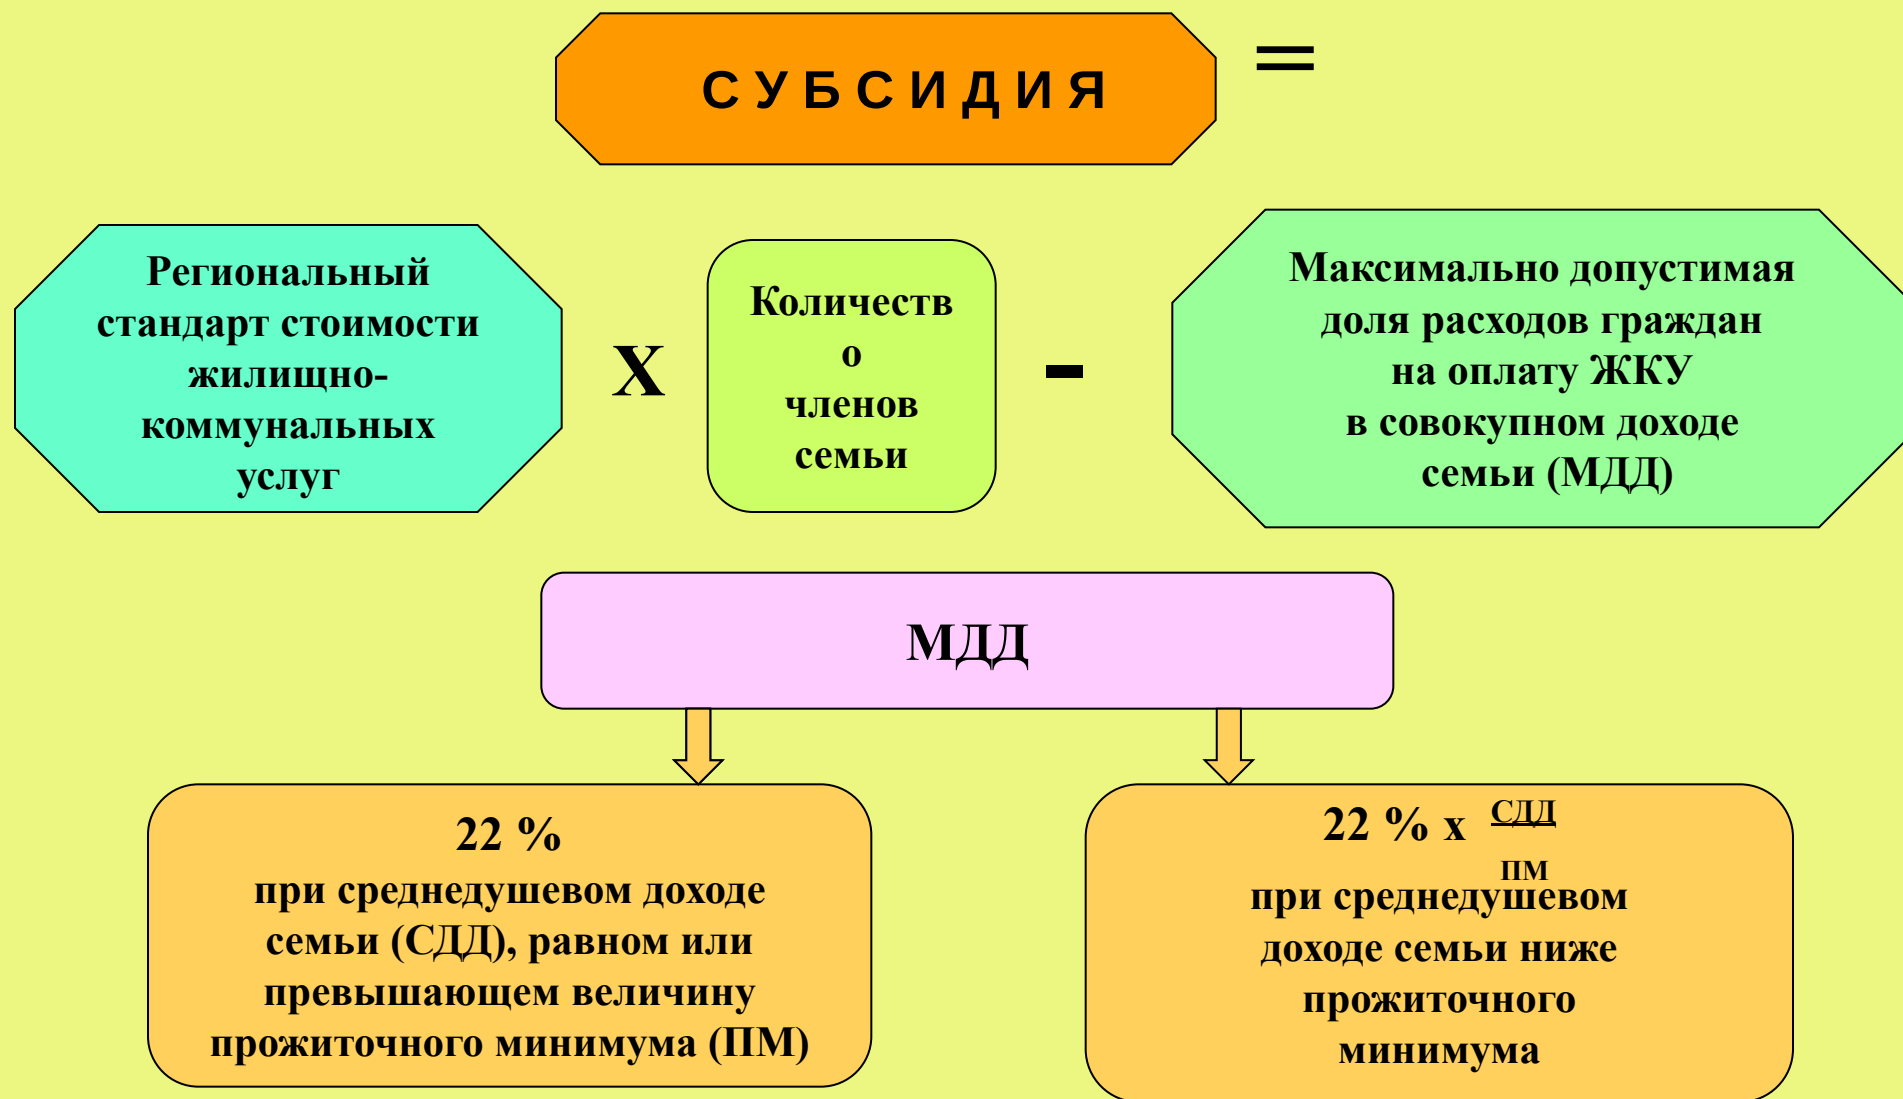 С У Б С И Д И Я
=
Региональный
стандарт стоимости
жилищно-
коммунальных
услуг
х
Количеств
о
членов
семьи
-
Максимально допустимая
доля расходов граждан
на оплату ЖКУ
в совокупном доходе
семьи (МДД)
МДД
22 %
при среднедушевом доходе
семьи (СДД), равном или
превышающем величину
прожиточного минимума (ПМ)
22 % х СДД
ПМ
при среднедушевом
доходе семьи ниже
прожиточного
минимума